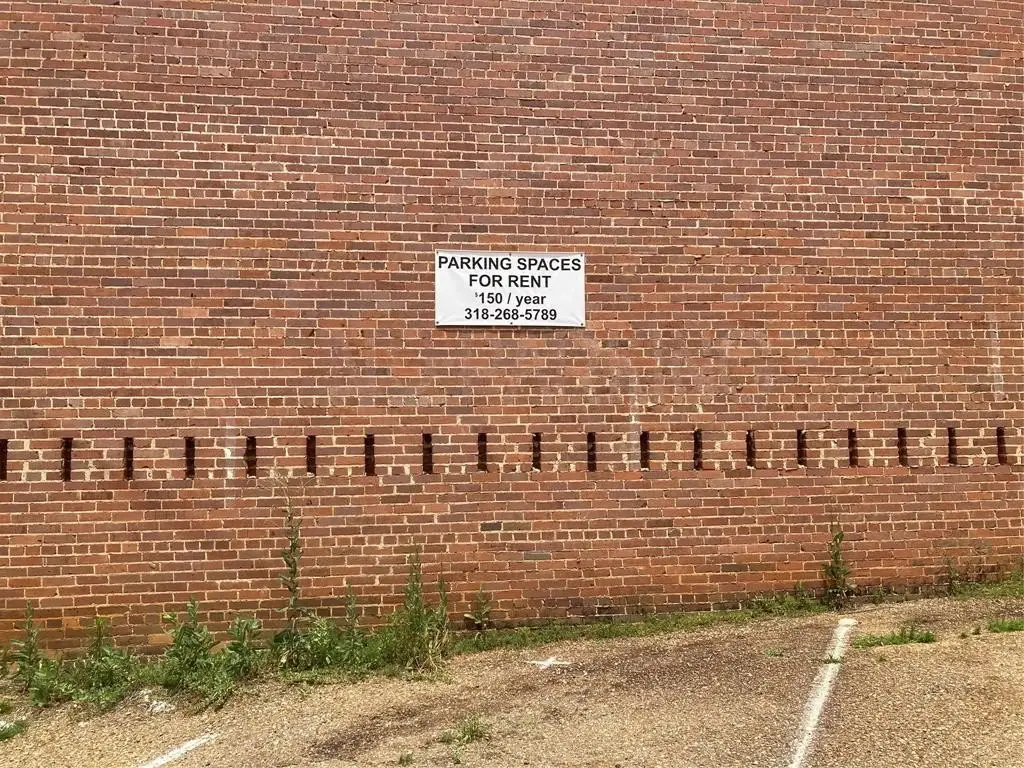 PARKING SPACES
FOR RENT
$150 / year
318-268-5789